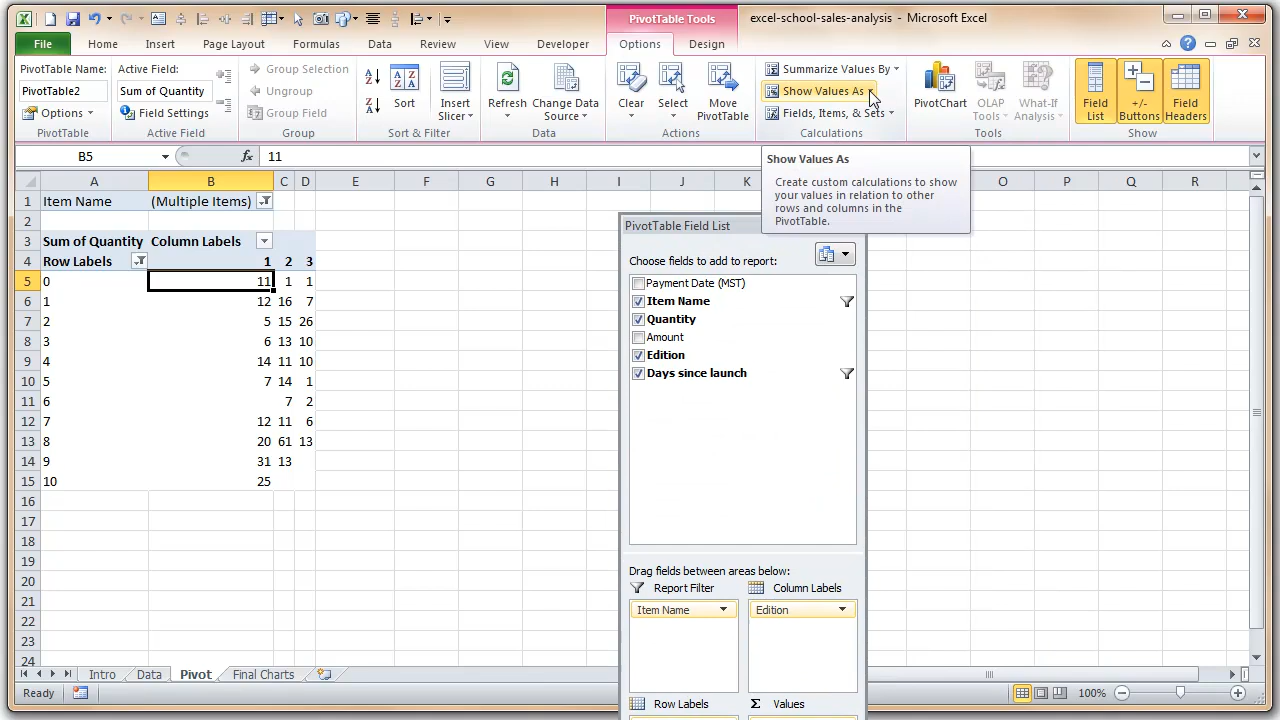 PivotTable Tools
excel-school-sales-analysis - Microsoft Excel
File Home Insert Page Layout Formulas Data Review View Developer Options Design
PivotTable Name:
PivotTable2
Options
PivotTable
Active Field:
Sum of Quantity
Field Settings
Active Field
Group Selection
Ungroup
Group Field
Group
Sort
Insert Slicer
Sort & Filter
Refresh
Change Data Source
Data
Clear
Select
Move PivotTable
Actions
Summarize Values By
Show Values As
Fields, Items, & Sets
Calculations
PivotChart
OLAP Tools
What-If Analysis
Tools
Field List
+/- Buttons
Field Headers
Show
B5 fx 11
Show Values As
Create custom calculations to show
your values in relation to other
rows and columns in the
PivotTable.
A B C D E F G H I J K O P Q R
1 Item Name (Multiple Items)
2
3 Sum of Quantity Column Labels
4 Row Labels 1 2 3
5 0 11 1 1
6 1 12 16 7
7 2 5 15 26
8 3 6 13 10
9 4 14 11 10
10 5 7 14 1
11 6 7 2
12 7 12 11 6
13 8 20 61 13
14 9 31 13
15 10 25
16
17
18
19
20
21
22
23
24
PivotTable Field List
Choose fields to add to report:
Payment Date (MST)
Item Name
Quantity
Amount
Edition
Days since launch
Drag fields between areas below:
Report Filter Column Labels
Item Name Edition
Row Labels Σ Values
Intro Data Pivot Final Charts
Ready 100%